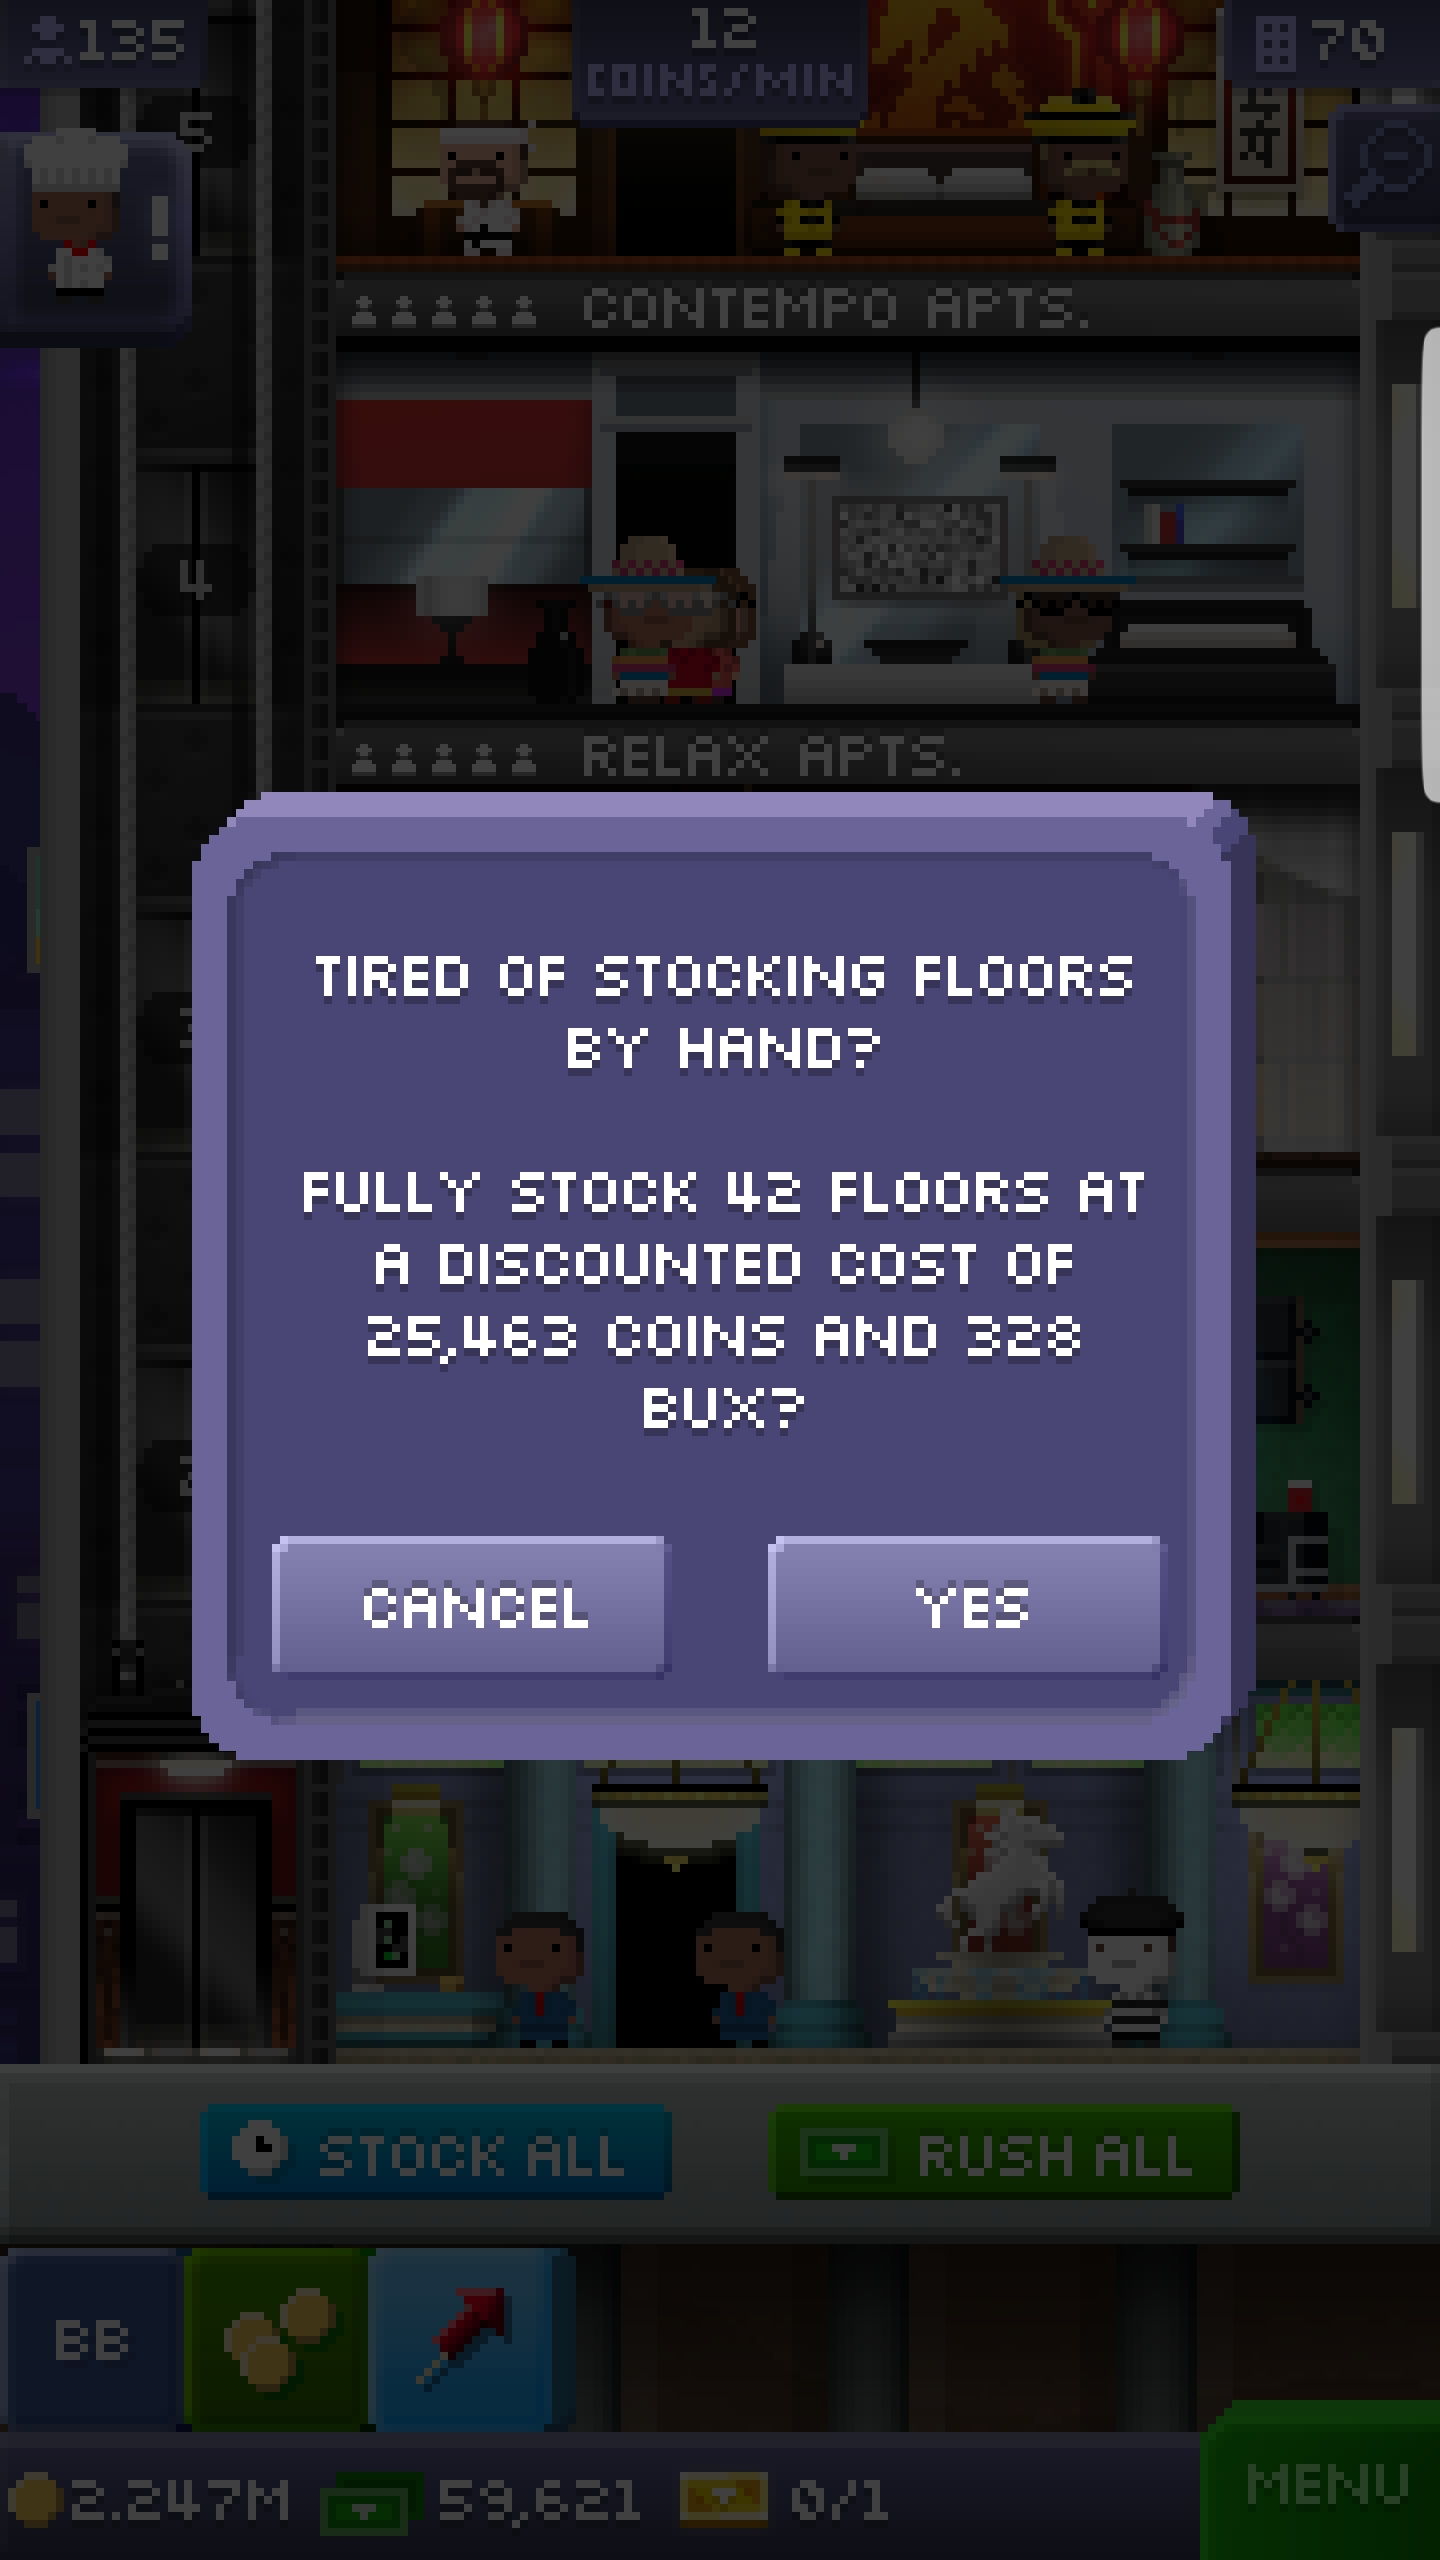 135
12
COINS/MIN
70
5
CONTEMPO APTS.
4
RELAX APTS.
TIRED OF STOCKING FLOORS
BY HAND?
FULLY STOCK 42 FLOORS AT
A DISCOUNTED COST OF
25,463 COINS AND 328
BUX?
CANCEL
YES
STOCK ALL
RUSH ALL
BB
2.247M
59,621
0/1
MENU